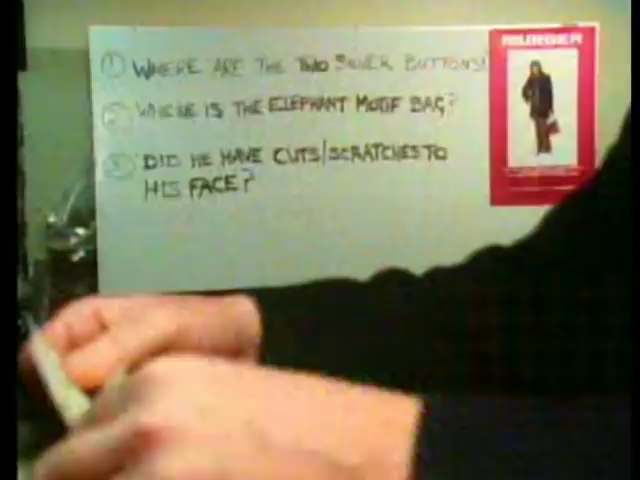 ① WHERE ARE THE TWO SILVER BUTTONS?
② WHERE IS THE ELEPHANT MOTIF BAG?
③ DID HE HAVE CUTS/SCRATCHES TO
HIS FACE?
MURDER